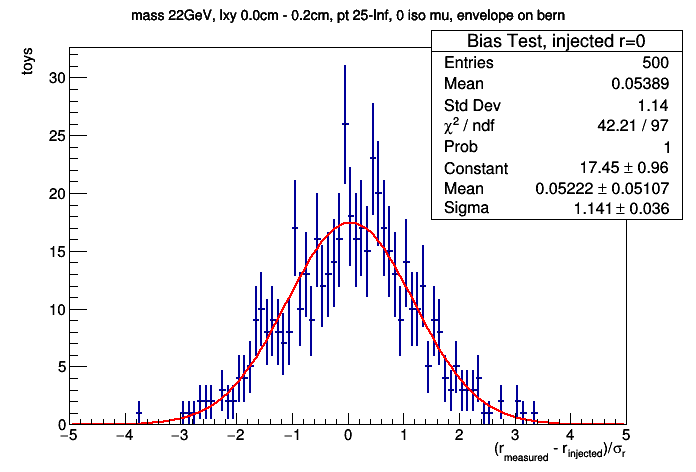 mass 22GeV, lxy 0.0cm - 0.2cm, pt 25-Inf, 0 iso mu, envelope on bern
toys
Bias Test, injected r=0
Entries 500
Mean 0.05389
Std Dev 1.14
χ² / ndf 42.21 / 97
Prob 1
Constant 17.45 ± 0.96
Mean 0.05222 ± 0.05107
Sigma 1.141 ± 0.036
30
25
20
15
10
5
0
−5 −4 −3 −2 −1 0 1 2 3 4 5
(r_measured - r_injected)/σ_r